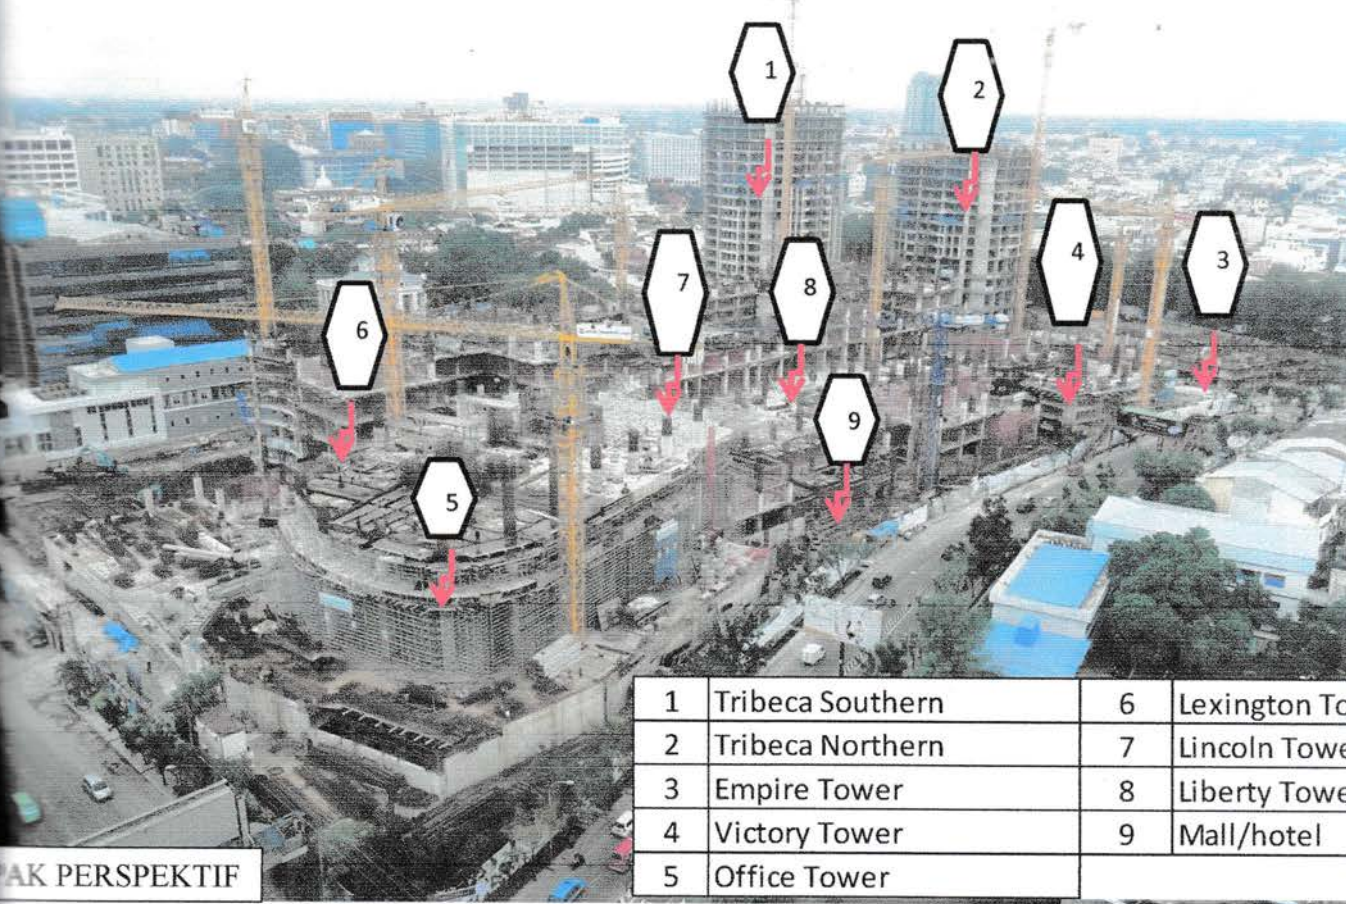 1
2
4
3
7
8
6
9
5
1 Tribeca Southern 6 Lexington To
2 Tribeca Northern 7 Lincoln Towe
3 Empire Tower 8 Liberty Towe
4 Victory Tower 9 Mall/hotel
5 Office Tower
PAK PERSPEKTIF